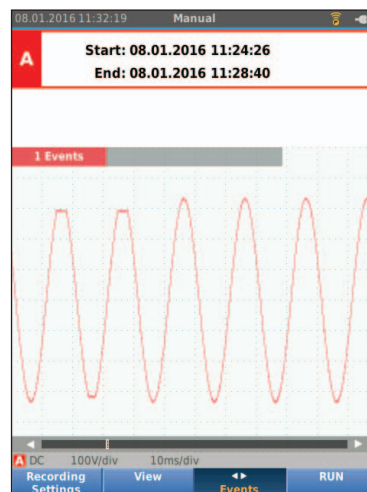 08.01.2016 11:32:19 Manual
A
Start: 08.01.2016 11:24:26
End: 08.01.2016 11:28:40
1 Events
A DC 100V/div 10ms/div
Recording Settings
View
Events
RUN